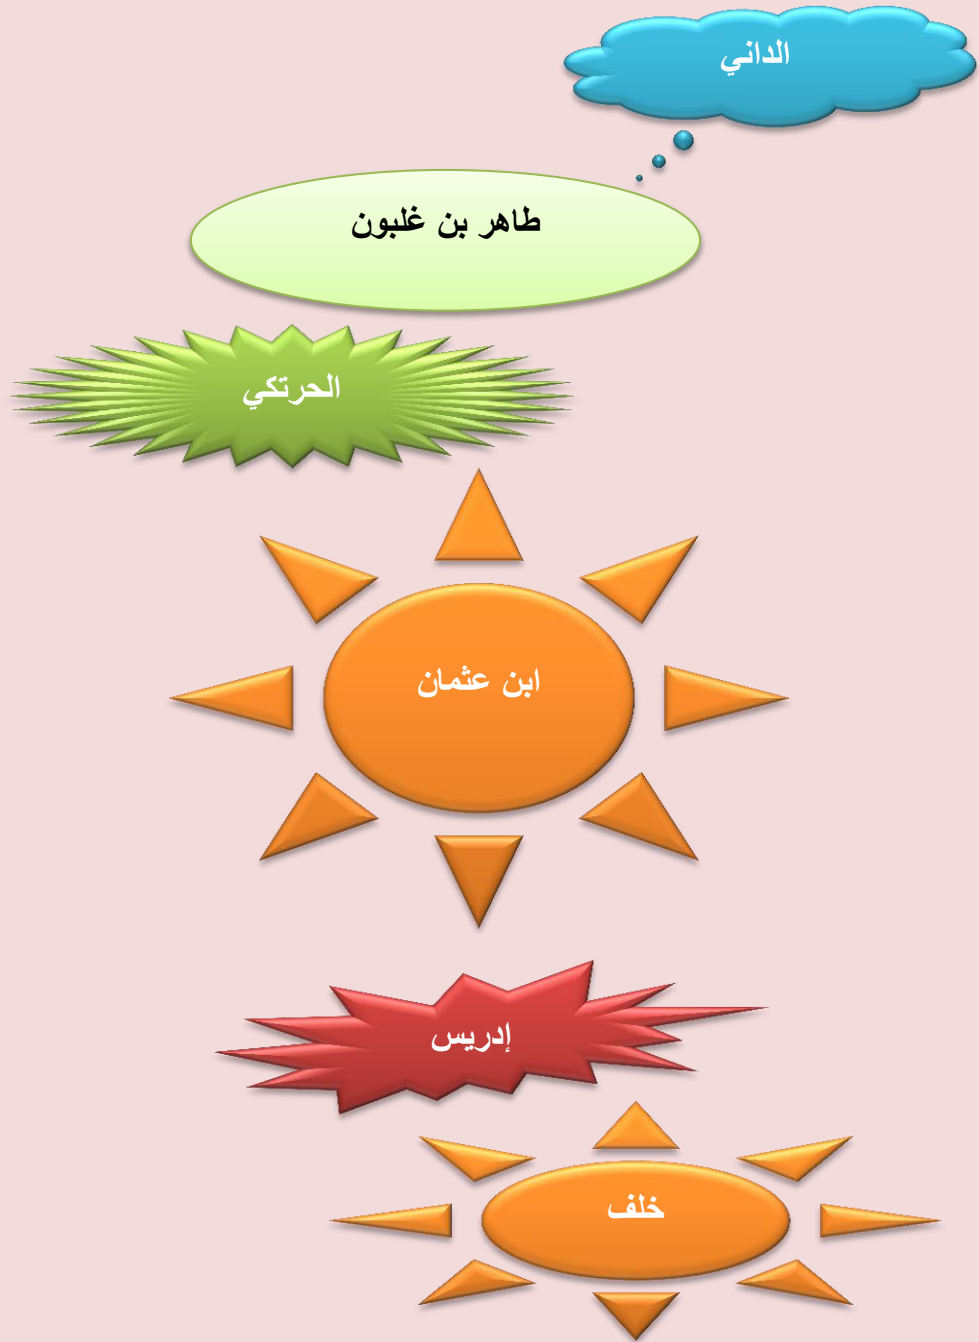 الداني
طاهر بن غلبون
الحرتكي
ابن عثمان
إدريس
خلف